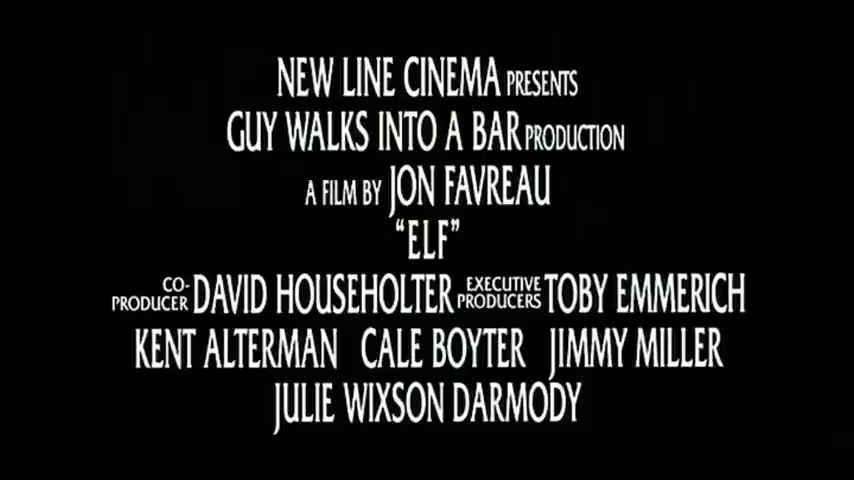 NEW LINE CINEMA PRESENTS
GUY WALKS INTO A BAR PRODUCTION
A FILM BY JON FAVREAU
“ELF”
CO-PRODUCER DAVID HOUSEHOLTER EXECUTIVE PRODUCERS TOBY EMMERICH
KENT ALTERMAN CALE BOYTER JIMMY MILLER
JULIE WIXSON DARMODY